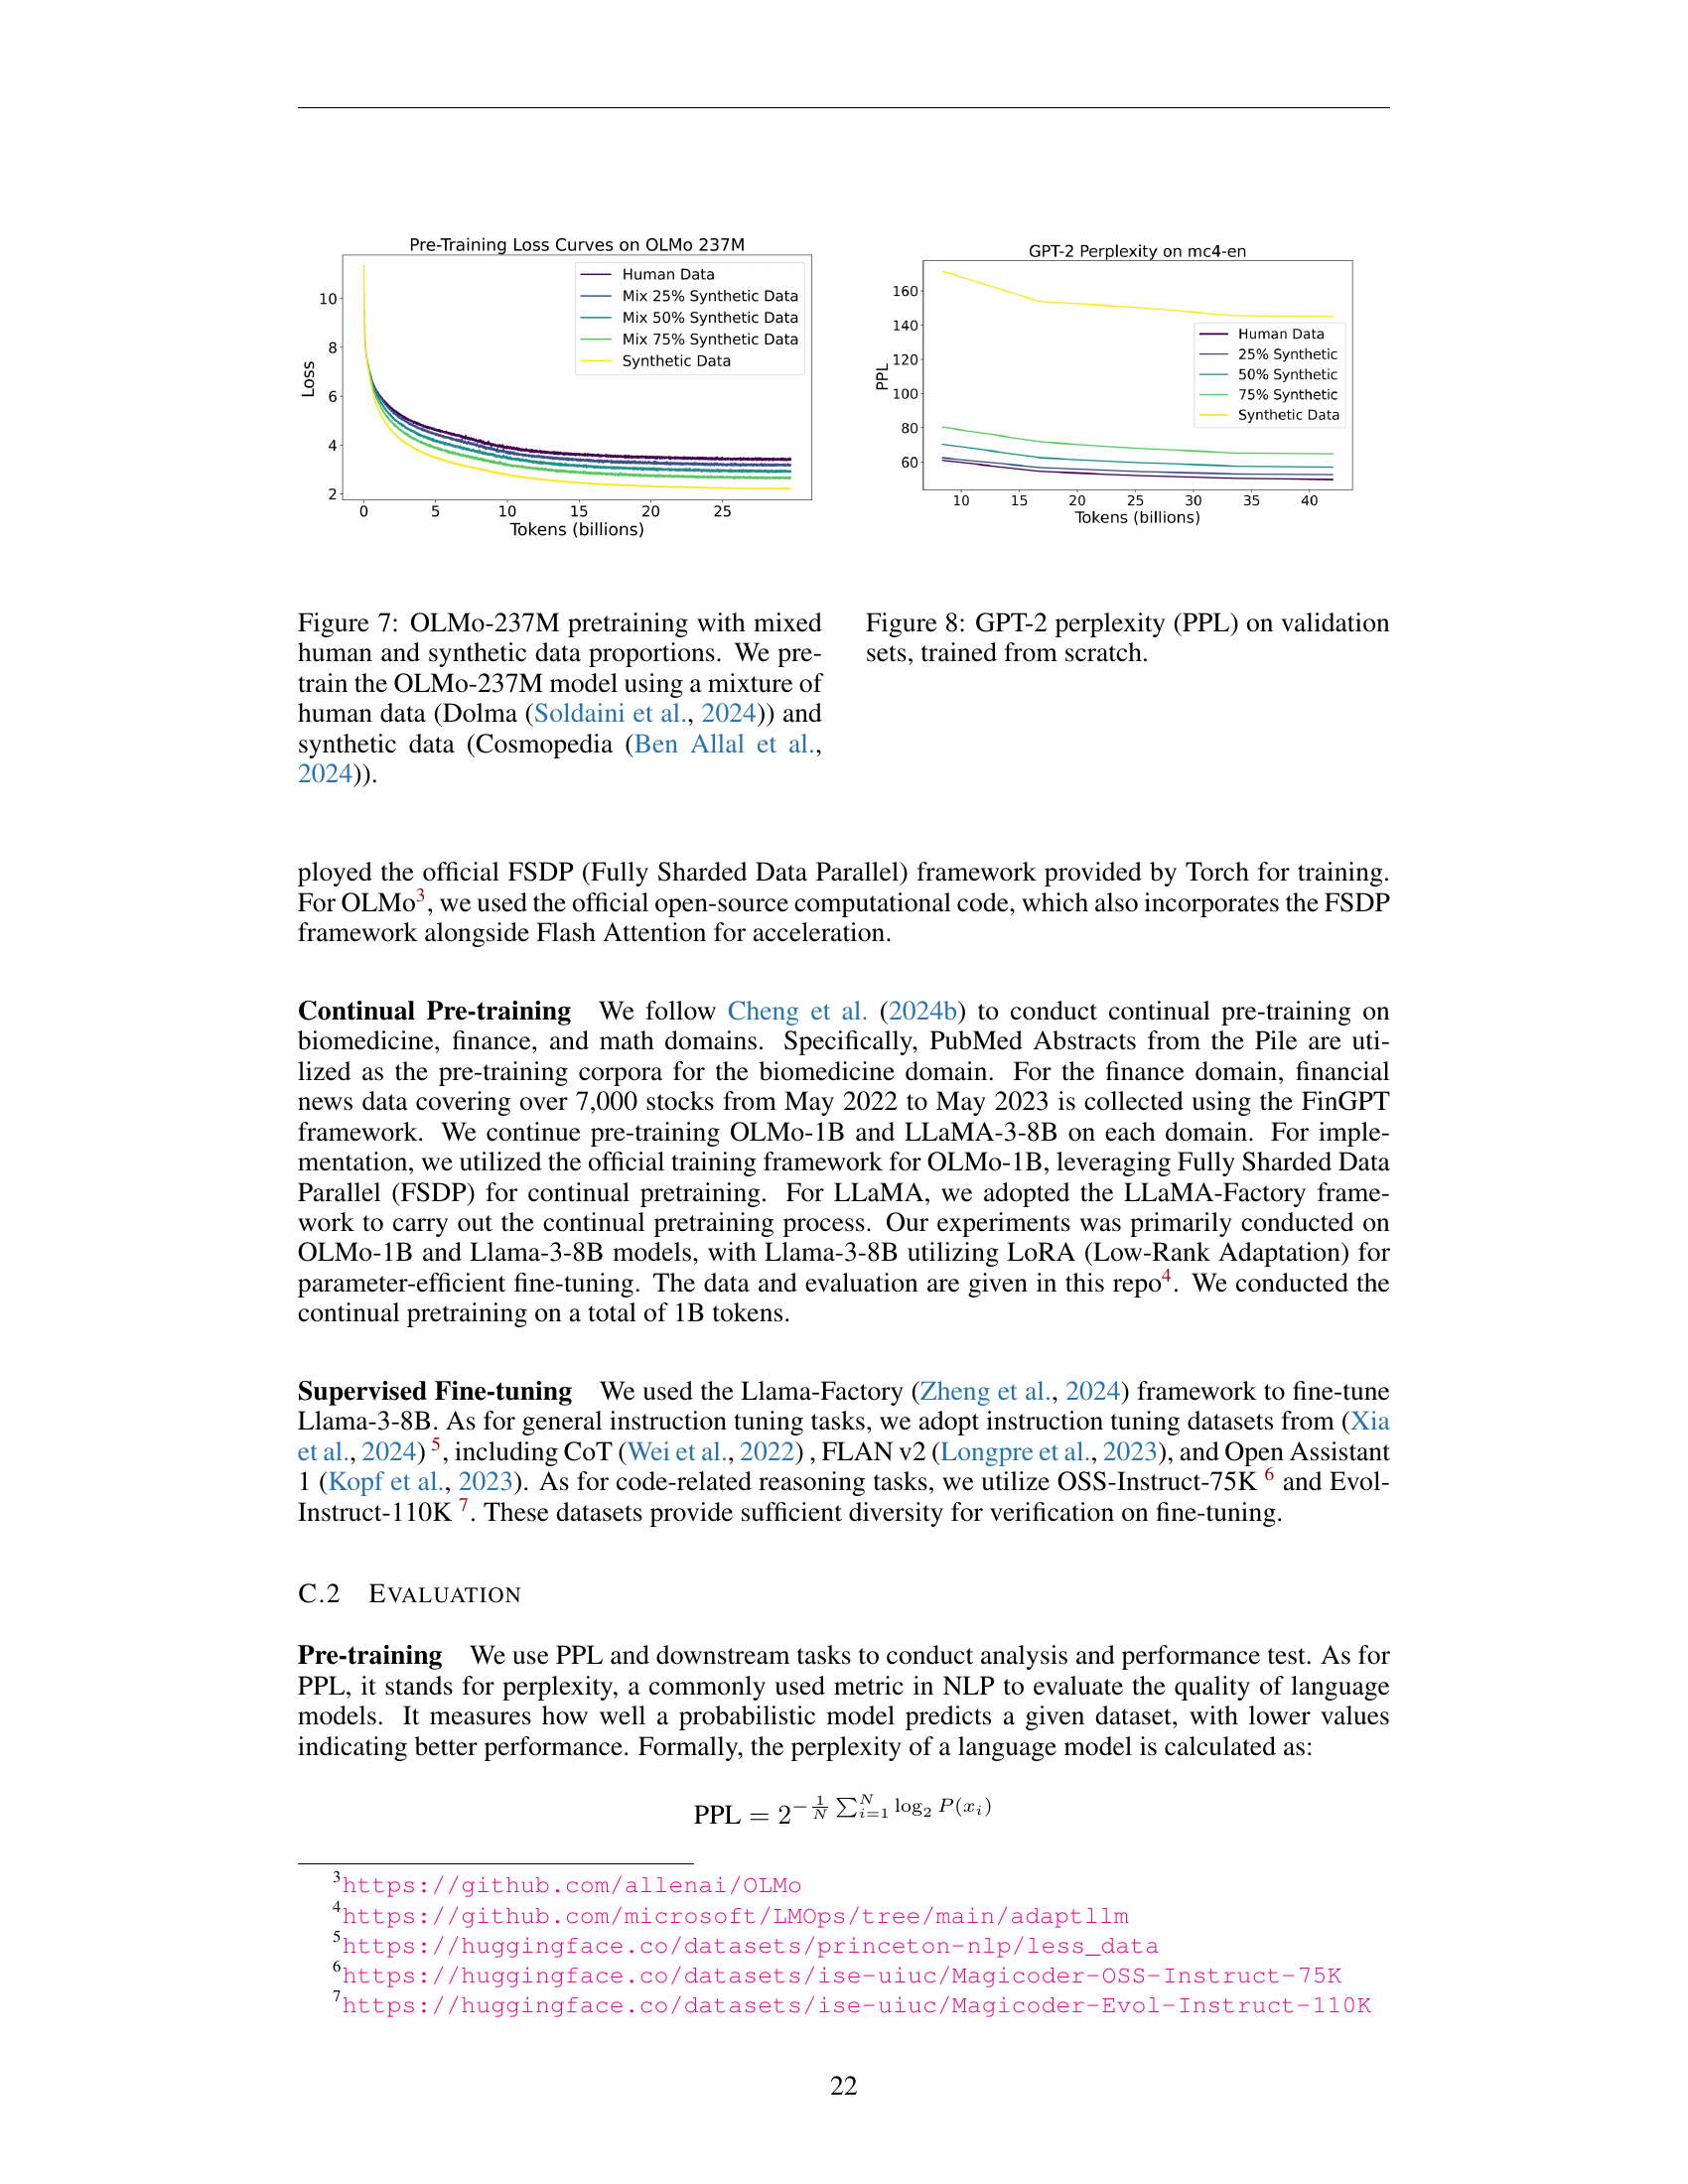 Pre-Training Loss Curves on OLMo 237M
10
8
6
4
2
Loss
Human Data
Mix 25% Synthetic Data
Mix 50% Synthetic Data
Mix 75% Synthetic Data
Synthetic Data
0 5 10 15 20 25
Tokens (billions)
GPT-2 Perplexity on mc4-en
160
140
120
100
80
60
PPL
Human Data
25% Synthetic
50% Synthetic
75% Synthetic
Synthetic Data
10 15 20 25 30 35 40
Tokens (billions)
Figure 7: OLMo-237M pretraining with mixed
human and synthetic data proportions. We pre-
train the OLMo-237M model using a mixture of
human data (Dolma (Soldaini et al., 2024)) and
synthetic data (Cosmopedia (Ben Allal et al.,
2024)).
Figure 8: GPT-2 perplexity (PPL) on validation
sets, trained from scratch.
ployed the official FSDP (Fully Sharded Data Parallel) framework provided by Torch for training.
For OLMo3, we used the official open-source computational code, which also incorporates the FSDP
framework alongside Flash Attention for acceleration.
Continual Pre-training We follow Cheng et al. (2024b) to conduct continual pre-training on
biomedicine, finance, and math domains. Specifically, PubMed Abstracts from the Pile are uti-
lized as the pre-training corpora for the biomedicine domain. For the finance domain, financial
news data covering over 7,000 stocks from May 2022 to May 2023 is collected using the FinGPT
framework. We continue pre-training OLMo-1B and LLaMA-3-8B on each domain. For imple-
mentation, we utilized the official training framework for OLMo-1B, leveraging Fully Sharded Data
Parallel (FSDP) for continual pretraining. For LLaMA, we adopted the LLaMA-Factory frame-
work to carry out the continual pretraining process. Our experiments was primarily conducted on
OLMo-1B and Llama-3-8B models, with Llama-3-8B utilizing LoRA (Low-Rank Adaptation) for
parameter-efficient fine-tuning. The data and evaluation are given in this repo4. We conducted the
continual pretraining on a total of 1B tokens.
Supervised Fine-tuning We used the Llama-Factory (Zheng et al., 2024) framework to fine-tune
Llama-3-8B. As for general instruction tuning tasks, we adopt instruction tuning datasets from (Xia
et al., 2024) 5, including CoT (Wei et al., 2022) , FLAN v2 (Longpre et al., 2023), and Open Assistant
1 (Kopf et al., 2023). As for code-related reasoning tasks, we utilize OSS-Instruct-75K 6 and Evol-
Instruct-110K 7. These datasets provide sufficient diversity for verification on fine-tuning.
C.2 EVALUATION
Pre-training We use PPL and downstream tasks to conduct analysis and performance test. As for
PPL, it stands for perplexity, a commonly used metric in NLP to evaluate the quality of language
models. It measures how well a probabilistic model predicts a given dataset, with lower values
indicating better performance. Formally, the perplexity of a language model is calculated as:
PPL = 2^{-\frac{1}{N} \sum_{i=1}^{N} \log_2 P(x_i)}
3https://github.com/allenai/OLMo
4https://github.com/microsoft/LMOps/tree/main/adaptllm
5https://huggingface.co/datasets/princeton-nlp/less_data
6https://huggingface.co/datasets/ise-uiuc/Magicoder-OSS-Instruct-75K
7https://huggingface.co/datasets/ise-uiuc/Magicoder-Evol-Instruct-110K
22